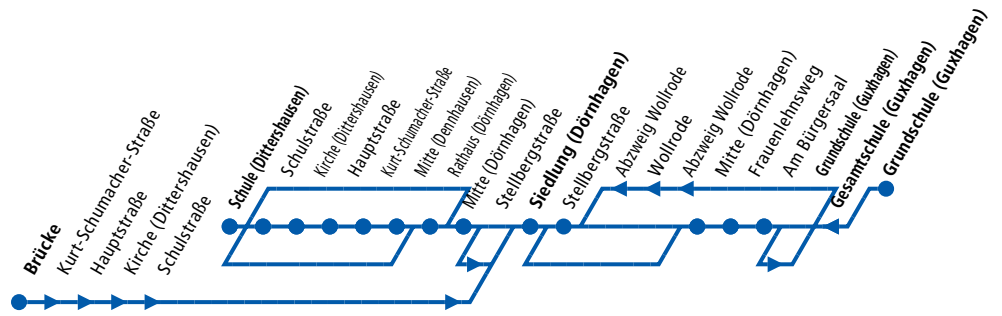 Brücke
Kurt-Schumacher-Straße
Hauptstraße
Kirche (Dittershausen)
Schulstraße
Schule (Dittershausen)
Schulstraße
Kirche (Dittershausen)
Hauptstraße
Kurt-Schumacher-Straße
Mitte (Dennhausen)
Rathaus (Dörnhagen)
Mitte (Dörnhagen)
Stellbergstraße
Siedlung (Dörnhagen)
Stellbergstraße
Abzweig Wollrode
Wollrode
Abzweig Wollrode
Mitte (Dörnhagen)
Frauenlehnsweg
Am Bürgersaal
Grundschule (Guxhagen)
Gesamtschule (Guxhagen)
Grundschule (Guxhagen)